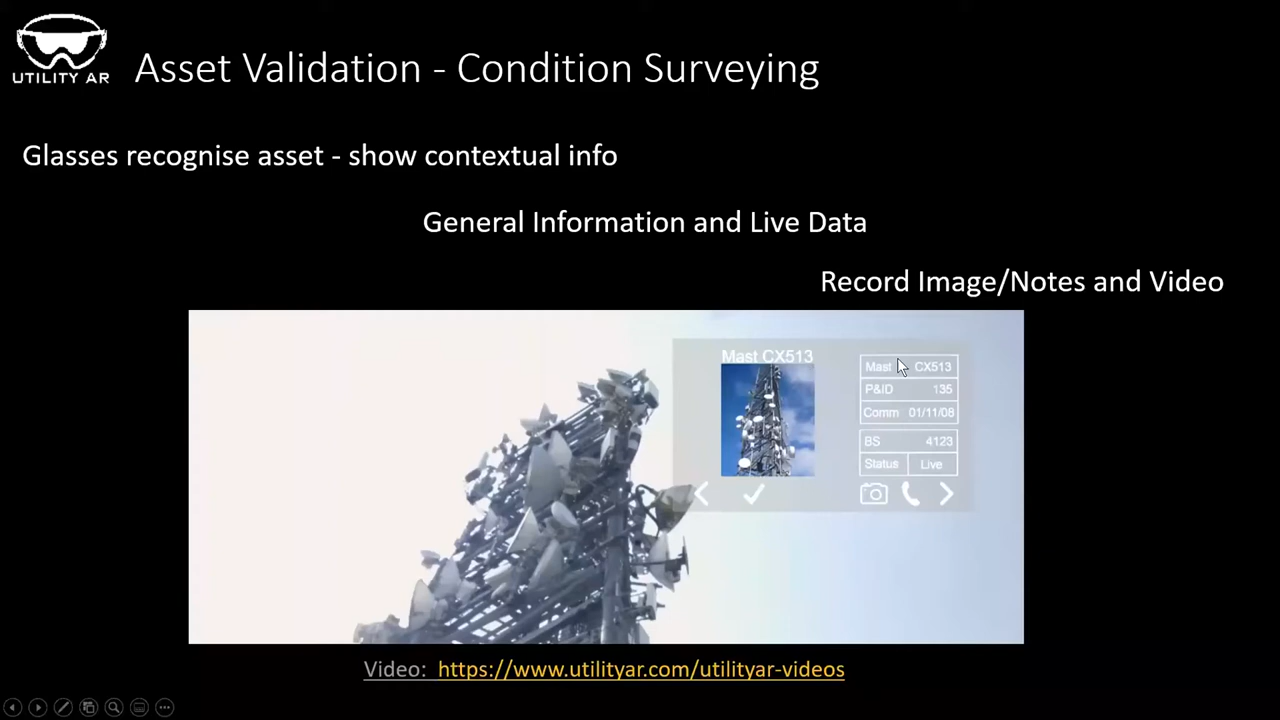 UTILITY AR
Asset Validation - Condition Surveying
Glasses recognise asset - show contextual info
General Information and Live Data
Record Image/Notes and Video
Mast CX513
Mast CX513
P&ID 135
Comm 01/11/08
BS 4123
Status Live
Video: https://www.utilityar.com/utilityar-videos